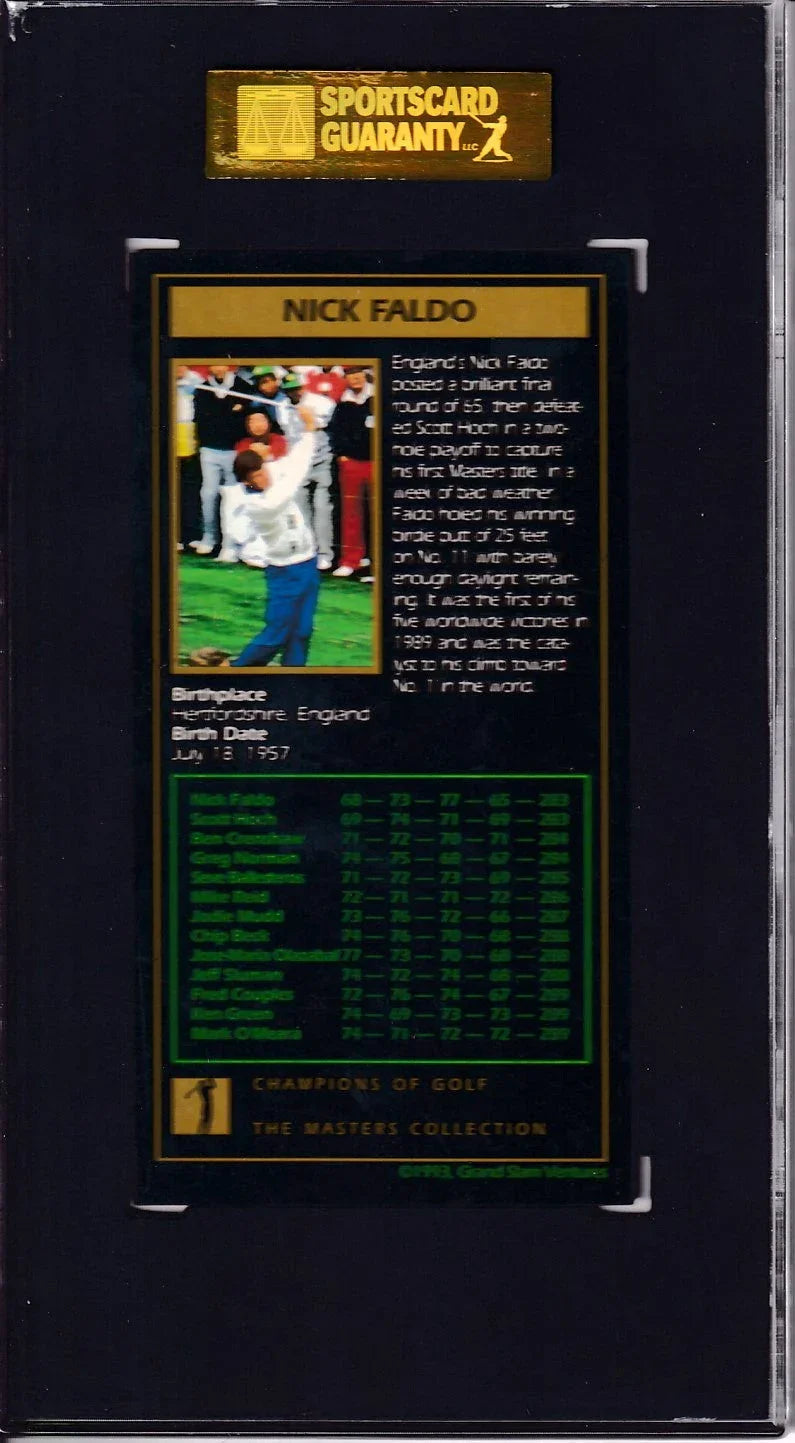 SPORTSCARD
GUARANTY LLC
NICK FALDO
England's Nick Faldo
posted a brilliant final
round of 65, then defeat-
ed Scott Hoch in a two-
hole playoff to capture
his first Masters title. In a
week of bad weather,
Faldo holed his winning
birdie putt of 25 feet
on No. 11 with barely
enough daylight remain-
ing. It was the first of his
five worldwide victories in
1989 and was the cata-
lyst to his climb toward
No. 1 in the world.
Birthplace
Hertfordshire, England
Birth Date
July 18, 1957
Nick Faldo 68 — 73 — 77 — 65 — 283
Scott Hoch 69 — 74 — 71 — 69 — 283
Ben Crenshaw 71 — 72 — 70 — 71 — 284
Greg Norman 74 — 75 — 68 — 67 — 284
Seve Ballesteros 71 — 72 — 73 — 69 — 285
Mike Reid 72 — 71 — 71 — 72 — 286
Jodie Mudd 73 — 76 — 72 — 66 — 287
Chip Beck 74 — 76 — 70 — 68 — 288
Jose-Maria Olazabal 77 — 73 — 70 — 68 — 288
Jeff Sluman 74 — 72 — 74 — 68 — 288
Fred Couples 72 — 76 — 74 — 67 — 289
Ken Green 74 — 69 — 73 — 73 — 289
Mark O'Meara 74 — 71 — 72 — 72 — 289
CHAMPIONS OF GOLF
THE MASTERS COLLECTION
©1993, Grand Slam Ventures